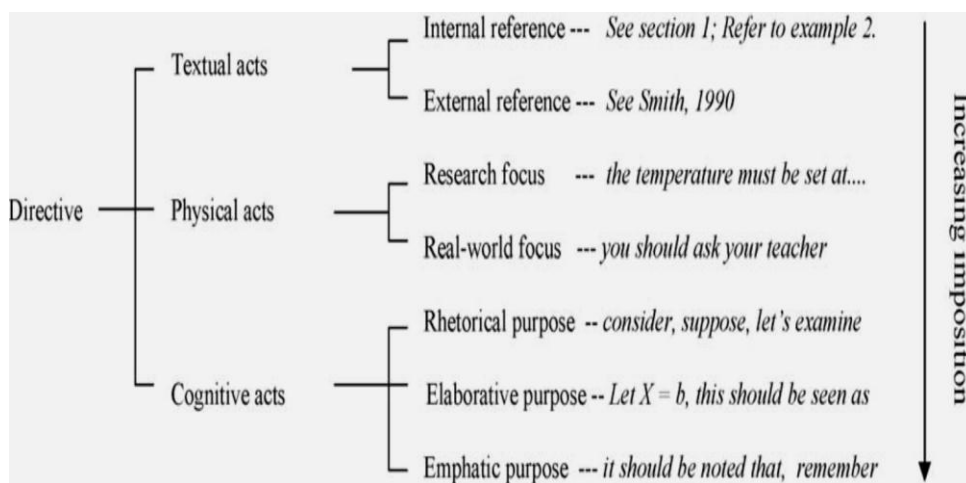 Internal reference --- See section 1; Refer to example 2.
Textual acts
External reference --- See Smith, 1990
Research focus --- the temperature must be set at....
Directive
Physical acts
Real-world focus --- you should ask your teacher
Rhetorical purpose -- consider, suppose, let's examine
Cognitive acts
Elaborative purpose -- Let X = b, this should be seen as
Emphatic purpose --- it should be noted that, remember
Increasing imposition